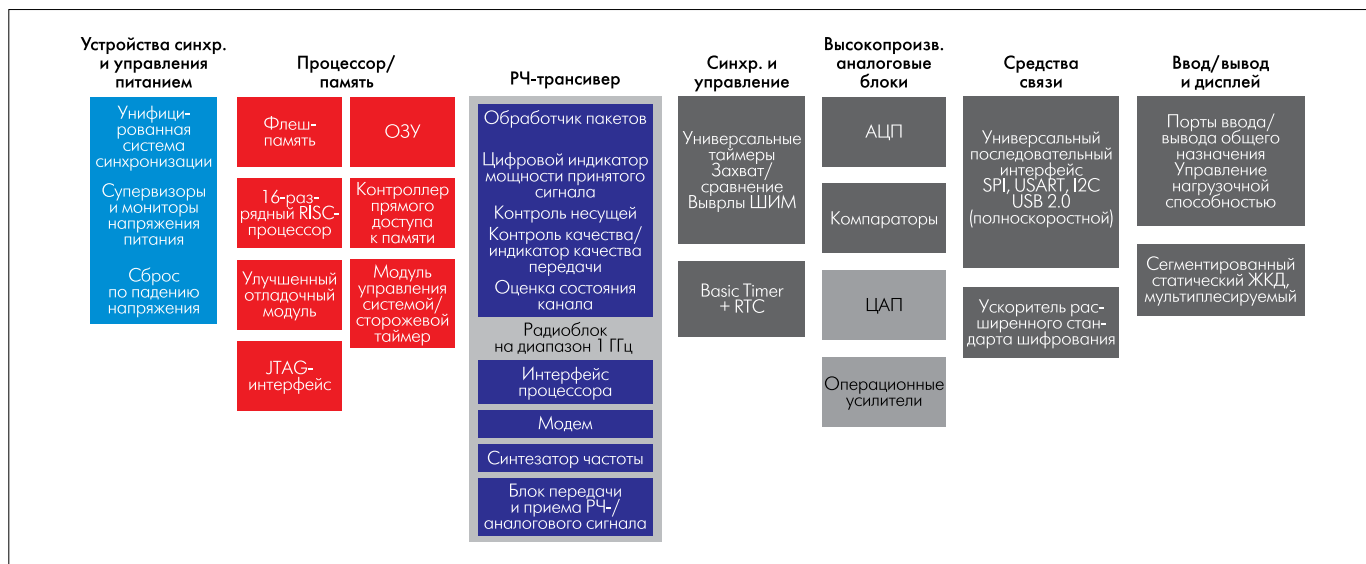 Устройства синхр.
и управления
питанием
Унифици-
рованная
система
синхронизации
Супервизоры
и мониторы
напряжения
питания
Сброс
по падению
напряжения
Процессор/
память
Флеш-
память
ОЗУ
16-раз-
рядный RISC-
процессор
Контроллер
прямого
доступа
к памяти
Улучшенный
отладочный
модуль
Модуль
управления
системой/
сторожевой
таймер
JTAG-
интерфейс
РЧ-трансивер
Обработчик пакетов
Цифровой индикатор
мощности принятого
сигнала
Контроль несущей
Контроль качества/
индикатор качества
передачи
Оценка состояния
канала
Радиоблок
на диапазон 1 ГГц
Интерфейс
процессора
Модем
Синтезатор частоты
Блок передачи
и приема РЧ-/
аналогового сигнала
Синхр. и
управление
Универсальные
таймеры
Захват/
сравнение
Выврлы ШИМ
Basic Timer
+ RTC
Высокопроизв.
аналоговые
блоки
АЦП
Компараторы
ЦАП
Операционные
усилители
Средства
связи
Универсальный
последовательный
интерфейс
SPI, USART, I2C
USB 2.0
(полноскоростной)
Ускоритель рас-
ширенного стан-
дарта шифрования
Ввод/вывод
и дисплей
Порты ввода/
вывода общего
назначения
Управление
нагрузочной
способностью
Сегментированный
статический ЖКД,
мультиплесируемый